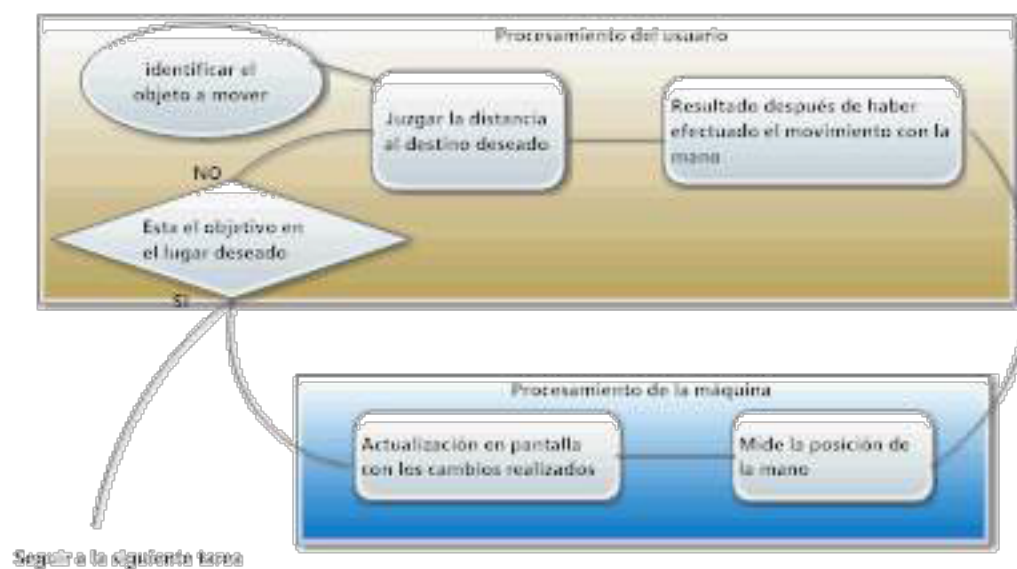 Procesamiento del usuario
identificar el
objeto a mover
Juzgar la distancia
al destino deseado
Resultado después de haber
efectuado el movimiento con la
mano
NO
Esta el objetivo en
el lugar deseado
SI
Procesamiento de la máquina
Actualización en pantalla
con los cambios realizados
Mide la posición de
la mano
Seguir a la siguiente tarea